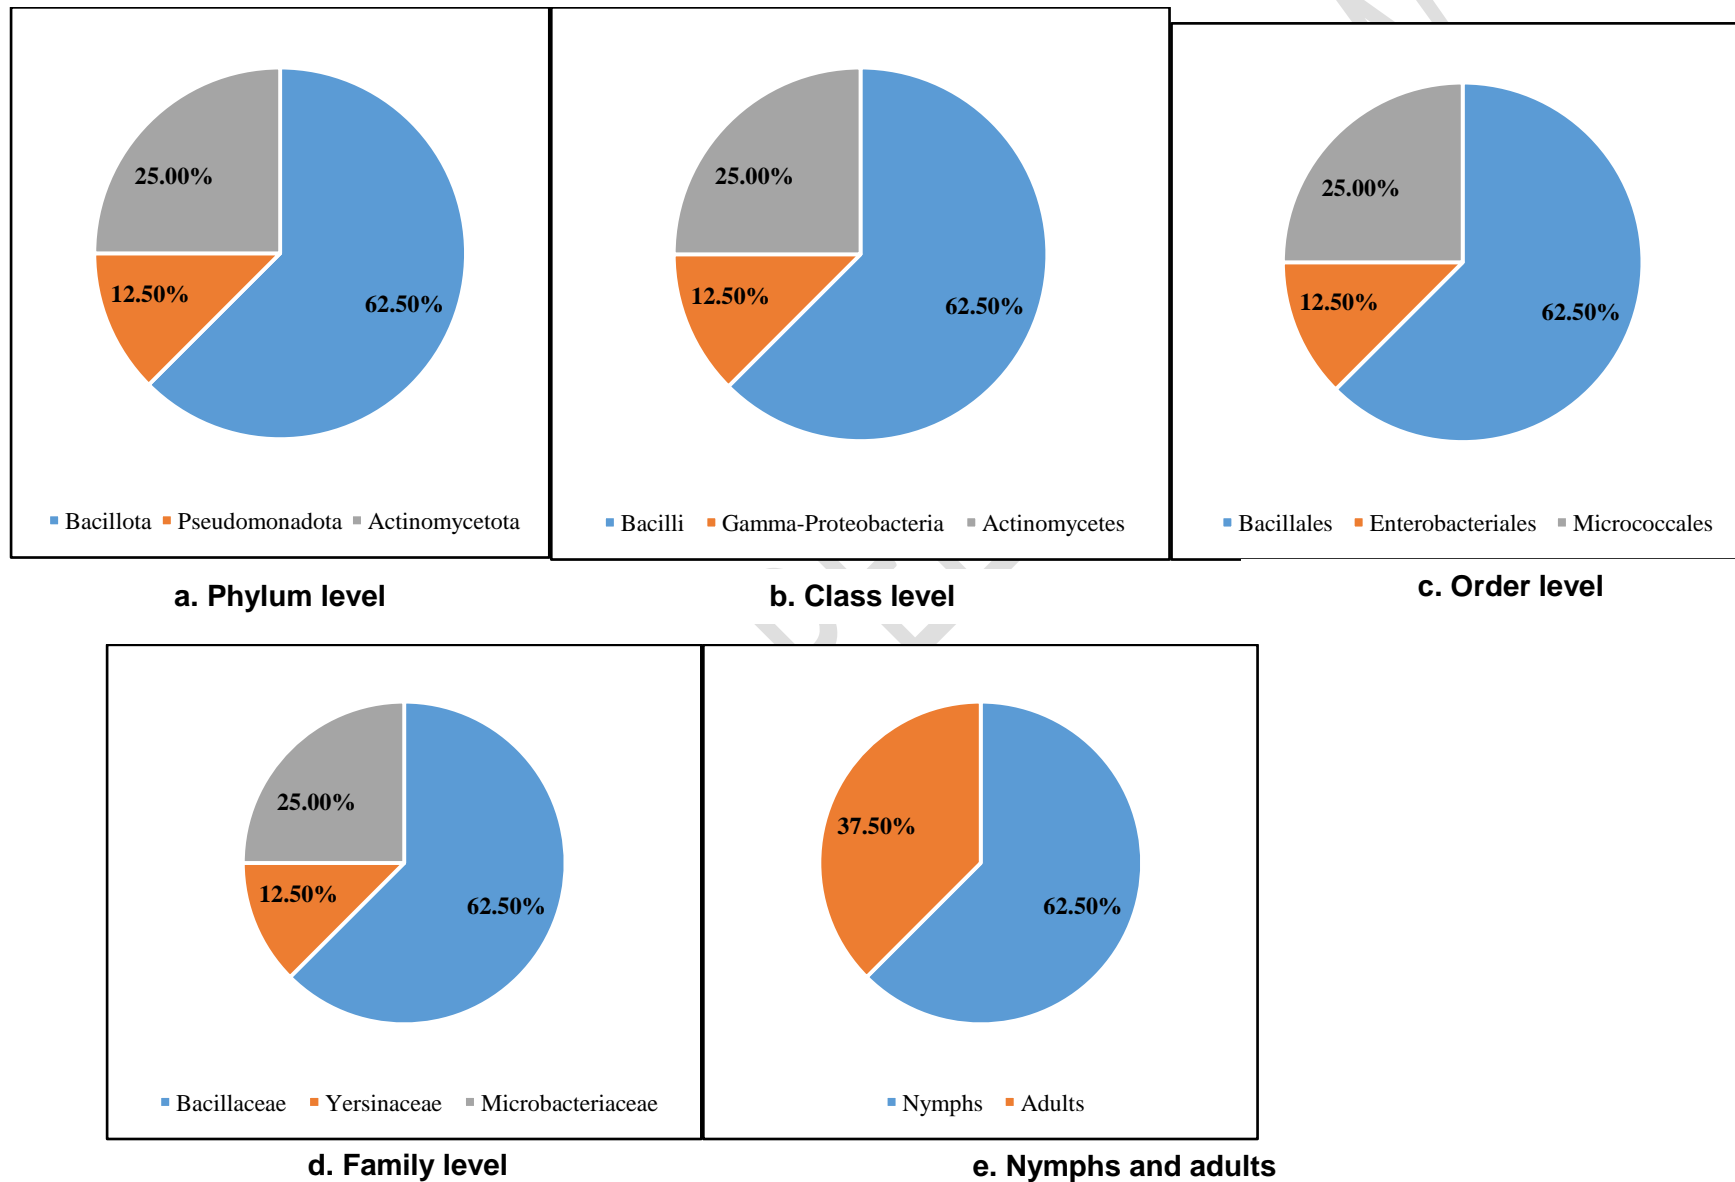 25.00%
12.50%
62.50%
Bacillota Pseudomonadota Actinomycetota
a. Phylum level
25.00%
12.50%
62.50%
Bacilli Gamma-Proteobacteria Actinomycetes
b. Class level
25.00%
12.50%
62.50%
Bacillales Enterobacteriales Micrococcales
c. Order level
25.00%
12.50%
62.50%
Bacillaceae Yersinaceae Microbacteriaceae
d. Family level
37.50%
62.50%
Nymphs Adults
e. Nymphs and adults